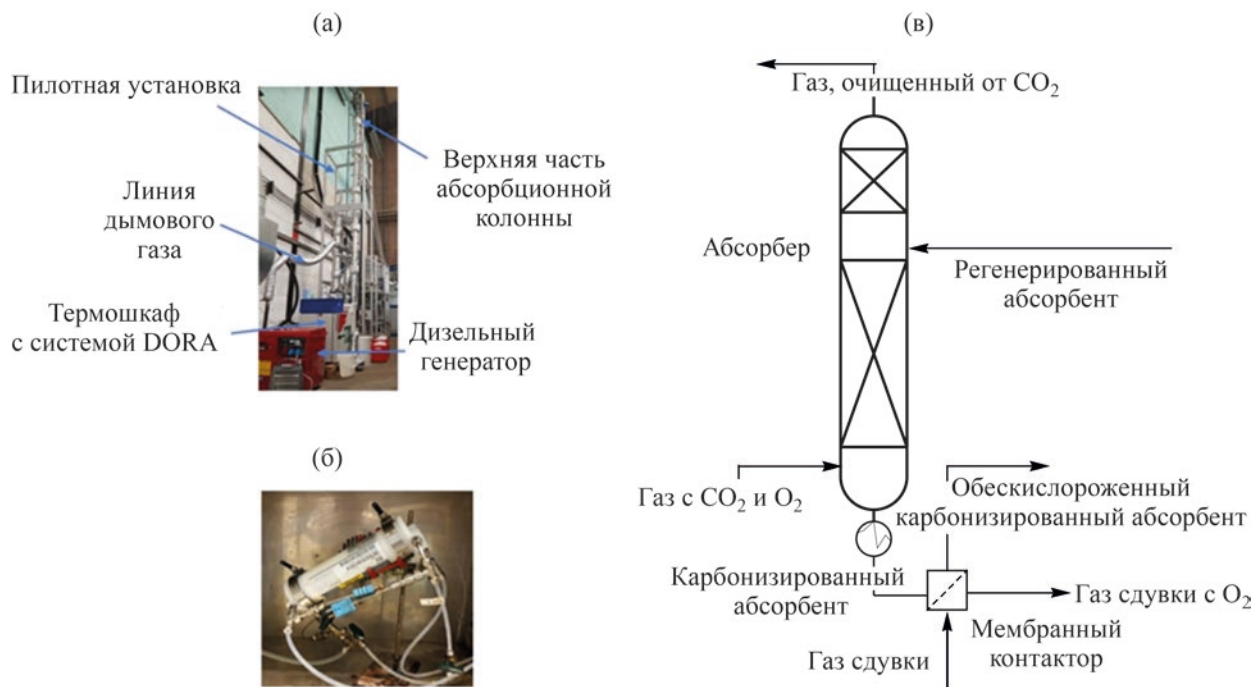 (а)
Пилотная установка
Верхняя часть
абсорбционной
колонны
Линия
дымового
газа
Термошкаф
с системой DORA
Дизельный
генератор
(б)
(в)
Газ, очищенный от CO₂
Абсорбер
Регенерированный
абсорбент
Газ с CO₂ и O₂
Обескислороженный
карбонизированный абсорбент
Карбонизированный
абсорбент
Газ сдувки с O₂
Мембранный
контактор
Газ сдувки